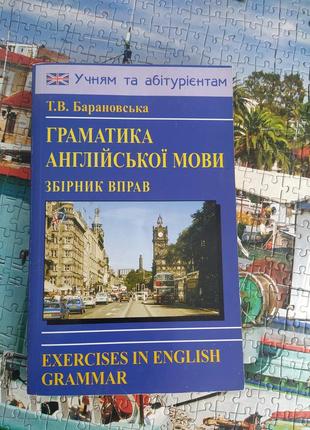 Учням та абітурієнтам
Т.В. Барановська
ГРАМАТИКА
АНГЛІЙСЬКОЇ МОВИ
ЗБІРНИК ВПРАВ
EXERCISES IN ENGLISH
GRAMMAR